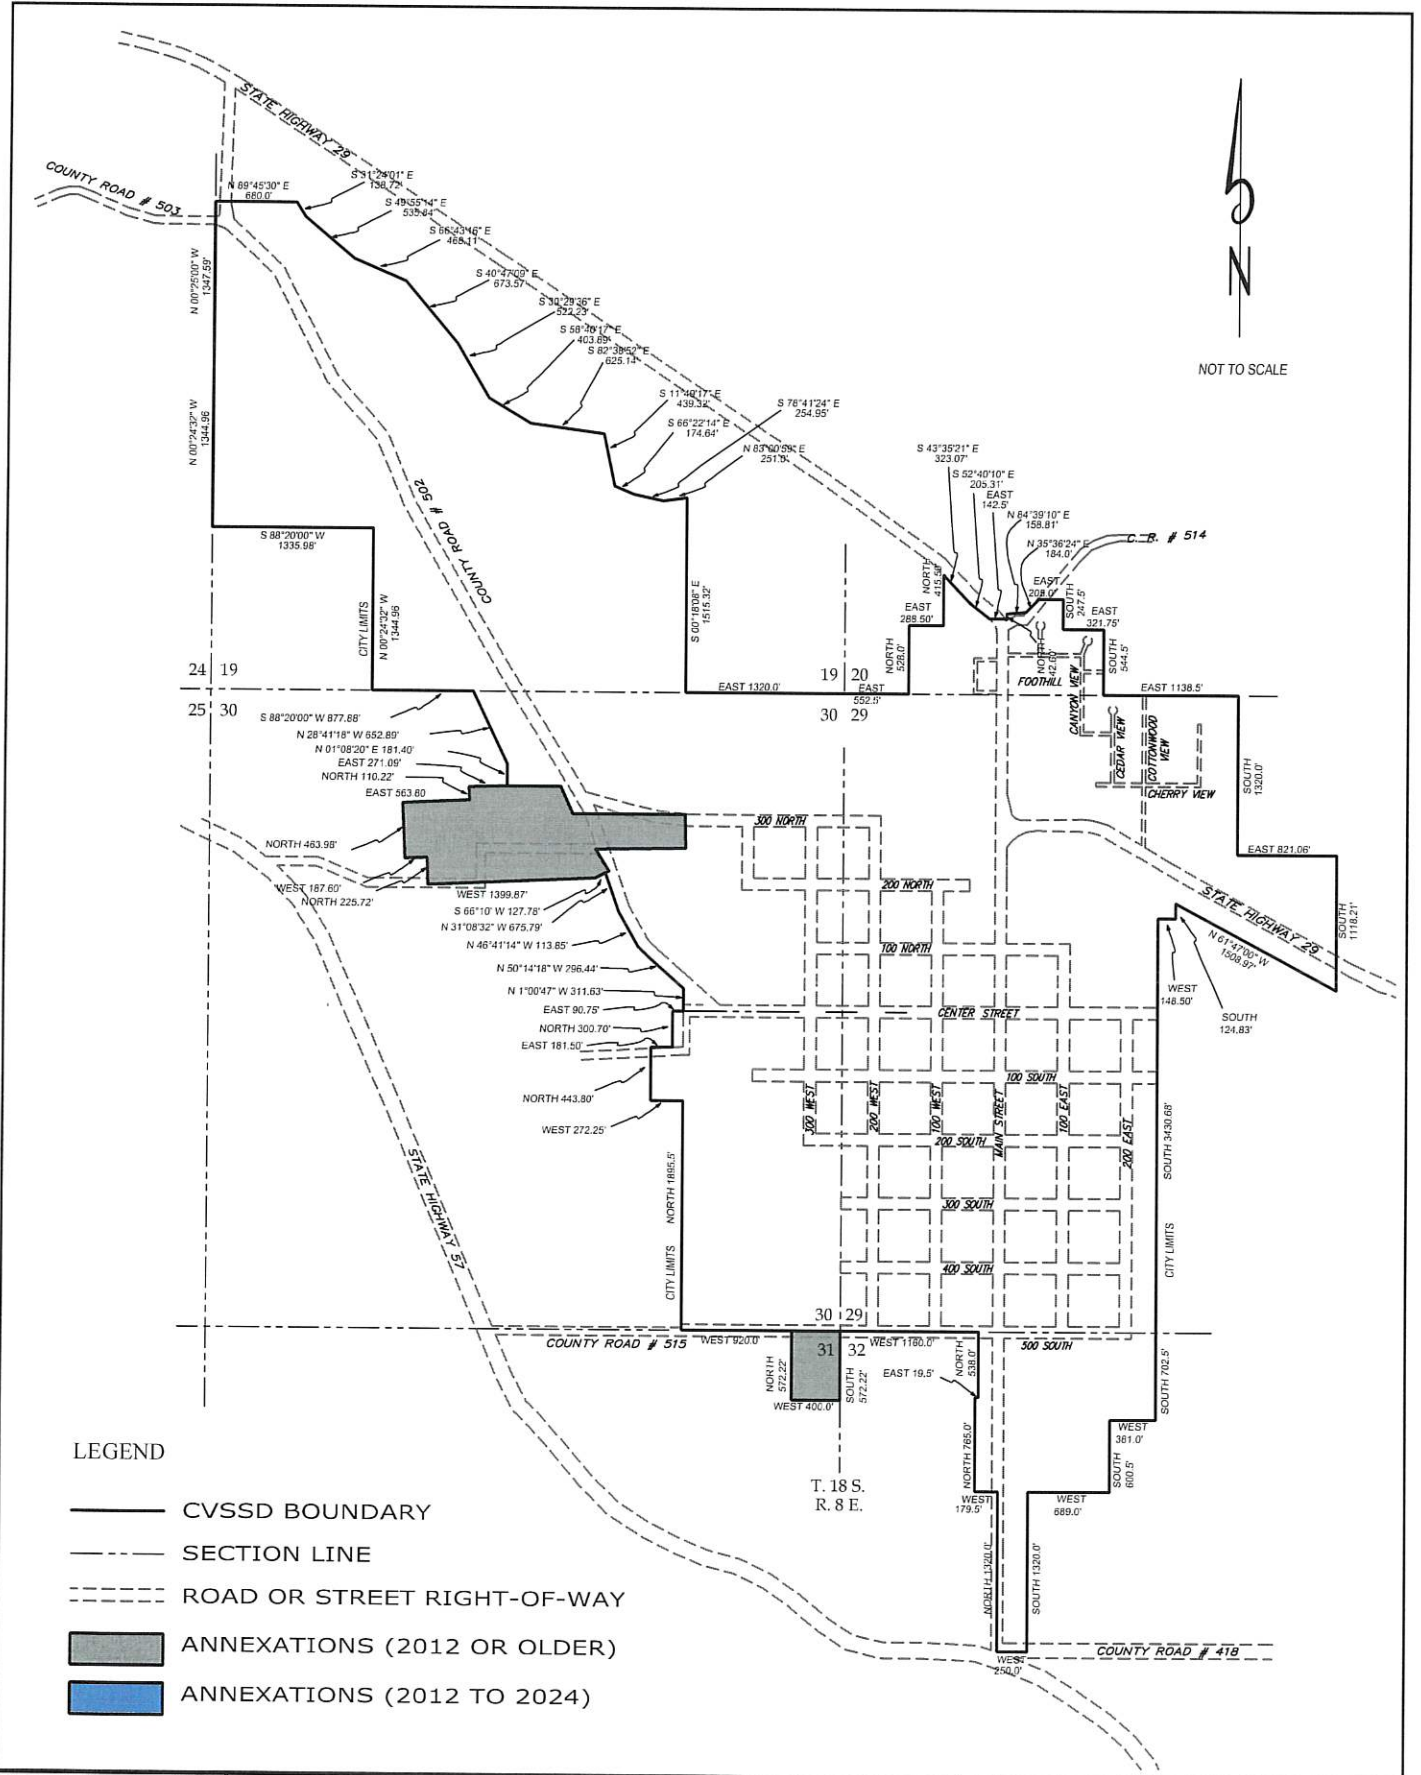 STATE HIGHWAY 29
COUNTY ROAD # 503
N 89°45'30" E
680.0'
S 31°24'01" E
138.72'
S 49°55'14" E
535.84'
S 66°43'16" E
468.11'
S 40°47'09" E
673.57'
S 30°29'36" E
522.23'
S 58°40'17" E
403.89'
S 82°38'52" E
625.14'
S 11°40'17" E
439.32'
S 66°22'14" E
174.64'
S 78°41'24" E
254.95'
N 83°00'59" E
251.0'
N 00°25'00" W
1347.59'
N 00°24'32" W
1344.96
N
NOT TO SCALE
S 43°35'21" E
323.07'
S 52°40'10" E
205.31'
EAST
142.5'
N 84°39'10" E
158.81'
N 35°36'24" E
184.0'
C. R. # 514
COUNTY ROAD # 502
S 88°20'00" W
1335.98'
CITY LIMITS
N 00°24'32" W
1344.96
S 00°18'08" E
1515.32'
NORTH
415.50'
EAST
288.50'
NORTH
528.0'
EAST
209.0'
SOUTH
247.5'
EAST
321.75'
SOUTH
544.5'
NORTH
42.60'
FOOTHILL
24 19
25 30
19 20
30 29
EAST 1320.0'
EAST
552.5'
EAST 1138.5'
CANYON VIEW
CEDAR VIEW
COTTONWOOD
VIEW
CHERRY VIEW
SOUTH
1320.0'
EAST 821.06'
SOUTH
1118.21'
STATE HIGHWAY 29
N 61°47'00" W
1508.97'
WEST
148.50'
SOUTH
124.83'
S 88°20'00" W 877.88'
N 28°41'18" W 652.89'
N 01°08'20" E 181.40'
EAST 271.09'
NORTH 110.22'
EAST 563.80
NORTH 463.98'
WEST 187.60'
NORTH 225.72'
WEST 1399.87'
S 66°10' W 127.78'
N 31°08'32" W 675.79'
N 46°41'14" W 113.85'
N 50°14'18" W 296.44'
N 1°00'47" W 311.63'
EAST 90.75'
NORTH 300.70'
EAST 181.50'
NORTH 443.80'
WEST 272.25'
300 NORTH
200 NORTH
100 NORTH
CENTER STREET
100 SOUTH
300 WEST
200 WEST
100 WEST
MAIN STREET
100 EAST
200 EAST
200 SOUTH
300 SOUTH
400 SOUTH
500 SOUTH
STATE HIGHWAY 57
NORTH 1895.5'
CITY LIMITS
SOUTH 3430.68'
CITY LIMITS
SOUTH 702.5'
30 29
31 32
COUNTY ROAD # 515
WEST 920.0'
WEST 1160.0'
NORTH
572.22'
SOUTH
572.22'
WEST 400.0'
NORTH
538.0'
EAST 19.5'
NORTH 765.0'
WEST
179.5'
WEST
381.0'
SOUTH
600.5'
WEST
689.0'
NORTH 1320.0'
SOUTH 1320.0'
WEST
250.0'
COUNTY ROAD # 418
T. 18 S.
R. 8 E.
LEGEND
CVSSD BOUNDARY
SECTION LINE
ROAD OR STREET RIGHT-OF-WAY
ANNEXATIONS (2012 OR OLDER)
ANNEXATIONS (2012 TO 2024)